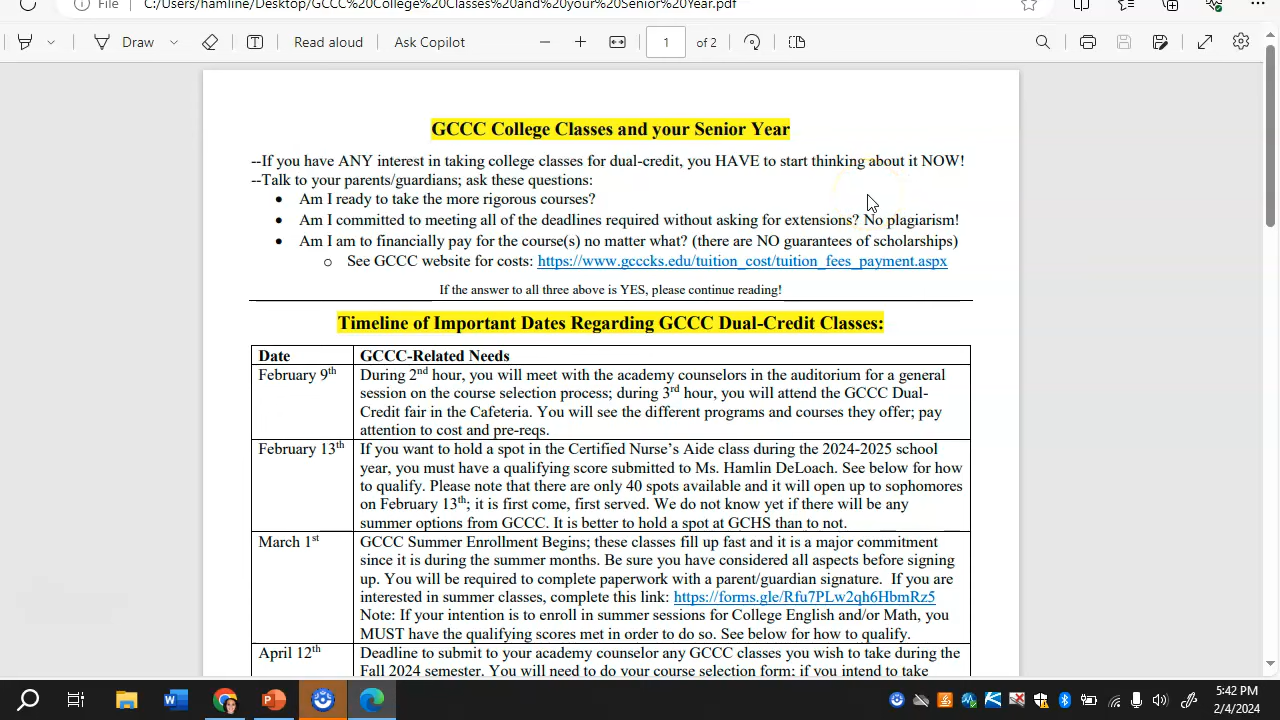 File C:/Users/hamline/Desktop/GCCC%20College%20Classes%20and%20your%20Senior%20Year.pdf
Draw Read aloud Ask Copilot 1 of 2
GCCC College Classes and your Senior Year
--If you have ANY interest in taking college classes for dual-credit, you HAVE to start thinking about it NOW!
--Talk to your parents/guardians; ask these questions:
• Am I ready to take the more rigorous courses?
• Am I committed to meeting all of the deadlines required without asking for extensions? No plagiarism!
• Am I am to financially pay for the course(s) no matter what? (there are NO guarantees of scholarships)
o See GCCC website for costs: https://www.gcccks.edu/tuition_cost/tuition_fees_payment.aspx
If the answer to all three above is YES, please continue reading!
Timeline of Important Dates Regarding GCCC Dual-Credit Classes:
Date GCCC-Related Needs
February 9th During 2nd hour, you will meet with the academy counselors in the auditorium for a general
session on the course selection process; during 3rd hour, you will attend the GCCC Dual-
Credit fair in the Cafeteria. You will see the different programs and courses they offer; pay
attention to cost and pre-reqs.
February 13th If you want to hold a spot in the Certified Nurse's Aide class during the 2024-2025 school
year, you must have a qualifying score submitted to Ms. Hamlin DeLoach. See below for how
to qualify. Please note that there are only 40 spots available and it will open up to sophomores
on February 13th; it is first come, first served. We do not know yet if there will be any
summer options from GCCC. It is better to hold a spot at GCHS than to not.
March 1st GCCC Summer Enrollment Begins; these classes fill up fast and it is a major commitment
since it is during the summer months. Be sure you have considered all aspects before signing
up. You will be required to complete paperwork with a parent/guardian signature. If you are
interested in summer classes, complete this link: https://forms.gle/Rfu7PLw2qh6HbmRz5
Note: If your intention is to enroll in summer sessions for College English and/or Math, you
MUST have the qualifying scores met in order to do so. See below for how to qualify.
April 12th Deadline to submit to your academy counselor any GCCC classes you wish to take during the
Fall 2024 semester. You will need to do your course selection form; if you intend to take
5:42 PM
2/4/2024